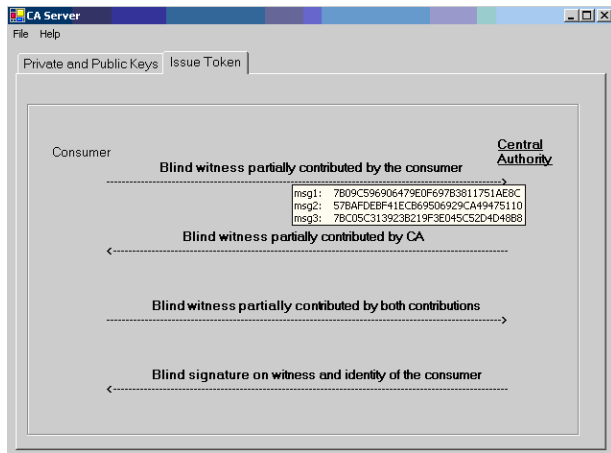 CA Server
File Help
Private and Public Keys Issue Token
Consumer
Central
Authority
Blind witness partially contributed by the consumer
msg1: 7B09C596906479E0F697B3811751AE8C
msg2: 57BAFDEBF41ECB69506929CA49475110
msg3: 7BC05C313923B219F3E045C52D4D48B8
Blind witness partially contributed by CA
Blind witness partially contributed by both contributions
Blind signature on witness and identity of the consumer